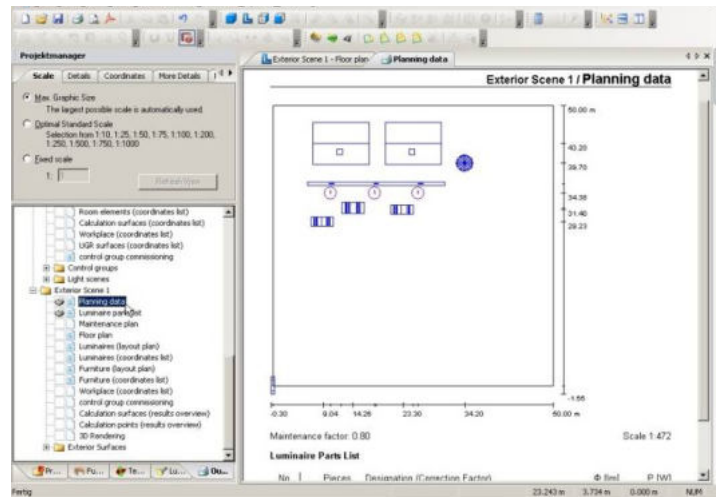 Projektmanager
Scale
Details
Coordinates
More Details
Max. Graphic Size
The largest possible scale is automatically used.
Optimal Standard Scale
Selection from 1:10, 1:25, 1:50, 1:75, 1:100, 1:200,
1:250, 1:500, 1:750, 1:1000
Fixed scale
1:
Room elements (coordinates list)
Calculation surfaces (coordinates list)
Workplace (coordinates list)
UGR surfaces (coordinates list)
control group commissioning
Control groups
Light scenes
Exterior Scene 1
Planning data
Luminaire parts list
Maintenance plan
Floor plan
Luminaires (layout plan)
Luminaires (coordinates list)
Furniture (layout plan)
Furniture (coordinates list)
Workplace (coordinates list)
control group commissioning
Calculation surfaces (results overview)
Calculation points (results overview)
3D Rendering
Exterior Surfaces
Pr...
Fu...
Te...
Lu...
Ou...
Fertig
Exterior Scene 1 - Floor plan
Planning data
Exterior Scene 1 / Planning data
50.00 m
40.20
34.38
31.40
29.23
-1.66
-0.30
9.04
14.26
23.30
34.20
60.00 m
Maintenance factor: 0.80
Scale 1:472
Luminaire Parts List
No.
Pieces
Designation (Correction Factor)
Φ [lm]
P [W]
23.243 m
3.734 m
0.000 m
NUM